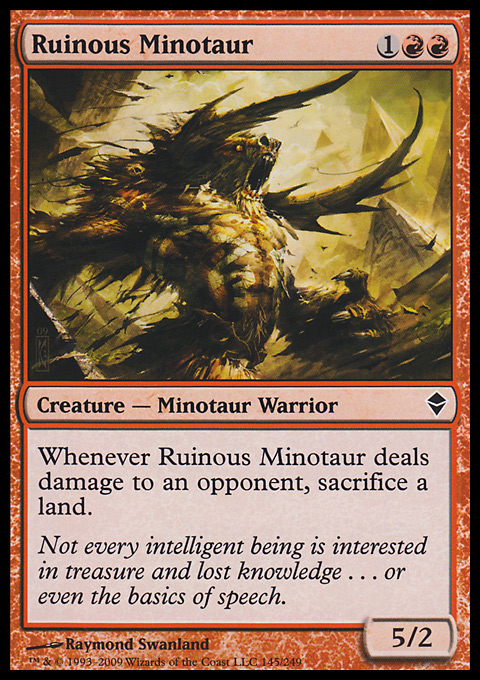 Ruinous Minotaur 1
Creature — Minotaur Warrior
Whenever Ruinous Minotaur deals
damage to an opponent, sacrifice a
land.
Not every intelligent being is interested
in treasure and lost knowledge . . . or
even the basics of speech.
Raymond Swanland
5/2
™ & © 1993–2009 Wizards of the Coast LLC 145/249